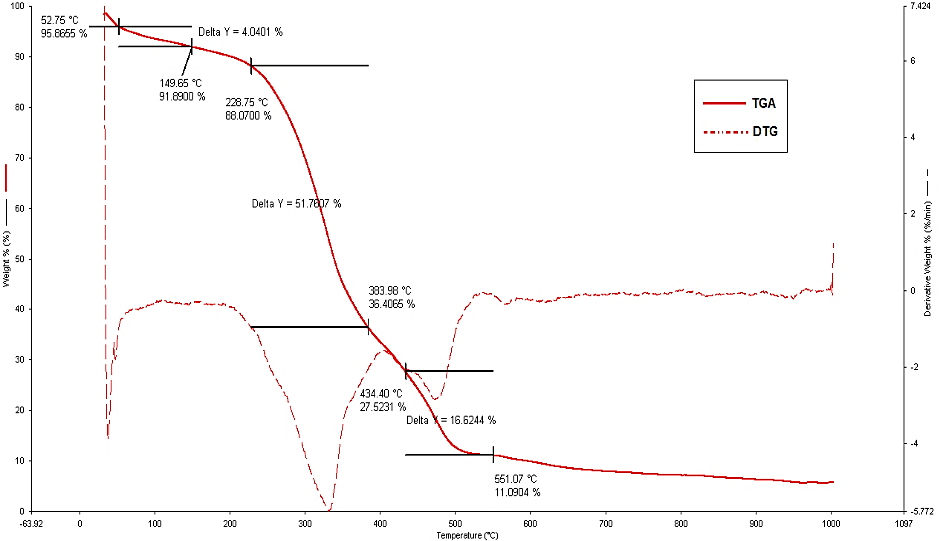 100
90
80
70
60
50
40
30
20
10
0
Weight % (%)
52.75 °C
95.8655 %
Delta Y = 4.0401 %
149.65 °C
91.8900 %
228.75 °C
88.0700 %
Delta Y = 51.7607 %
383.98 °C
36.4065 %
434.40 °C
27.5231 %
Delta Y = 16.6244 %
551.07 °C
11.0904 %
TGA
DTG
7.424
6
4
2
0
-2
-4
-5.772
Derivative Weight % (%/min)
-63.92 0 100 200 300 400 500 600 700 800 900 1000 1097
Temperature (°C)